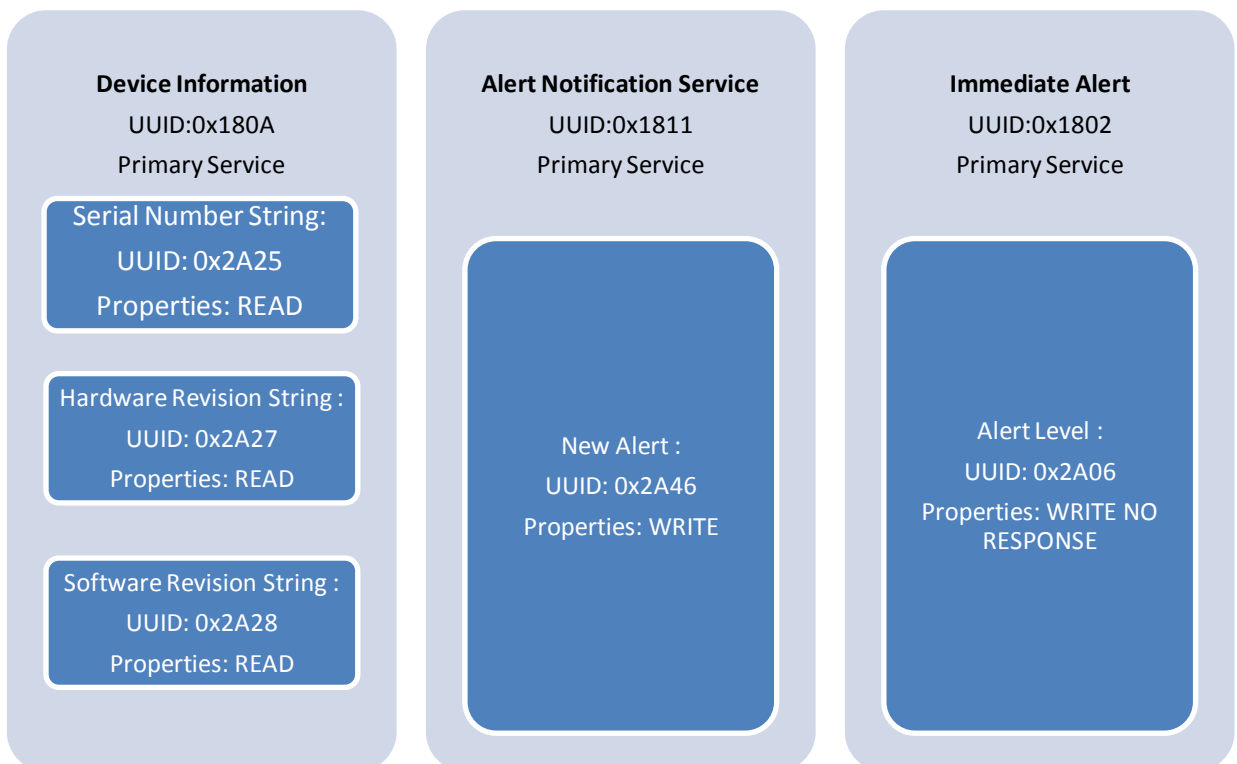 Device Information
UUID:0x180A
Primary Service
Serial Number String:
UUID: 0x2A25
Properties: READ
Hardware Revision String :
UUID: 0x2A27
Properties: READ
Software Revision String :
UUID: 0x2A28
Properties: READ
Alert Notification Service
UUID:0x1811
Primary Service
New Alert :
UUID: 0x2A46
Properties: WRITE
Immediate Alert
UUID:0x1802
Primary Service
Alert Level :
UUID: 0x2A06
Properties: WRITE NO
RESPONSE